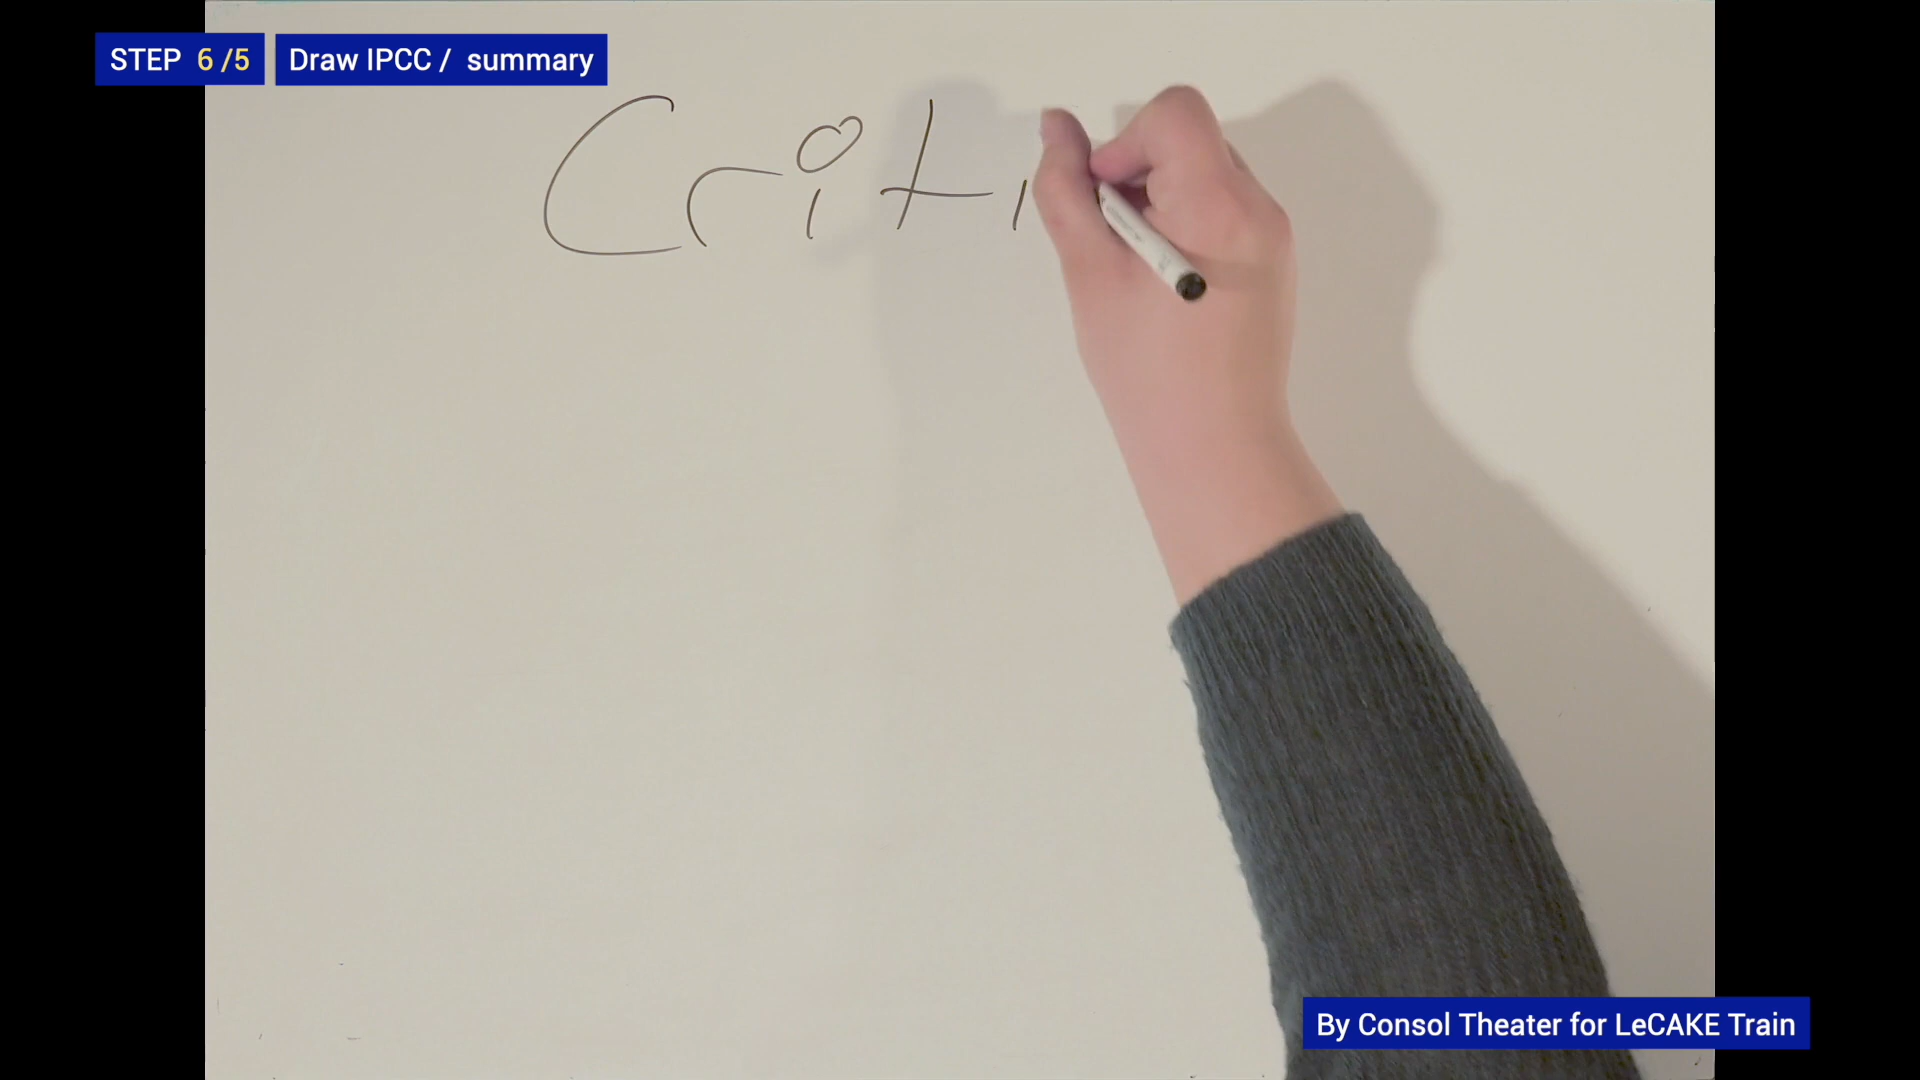 STEP 6 /5 Draw IPCC / summary
Criti
By Consol Theater for LeCAKE Train